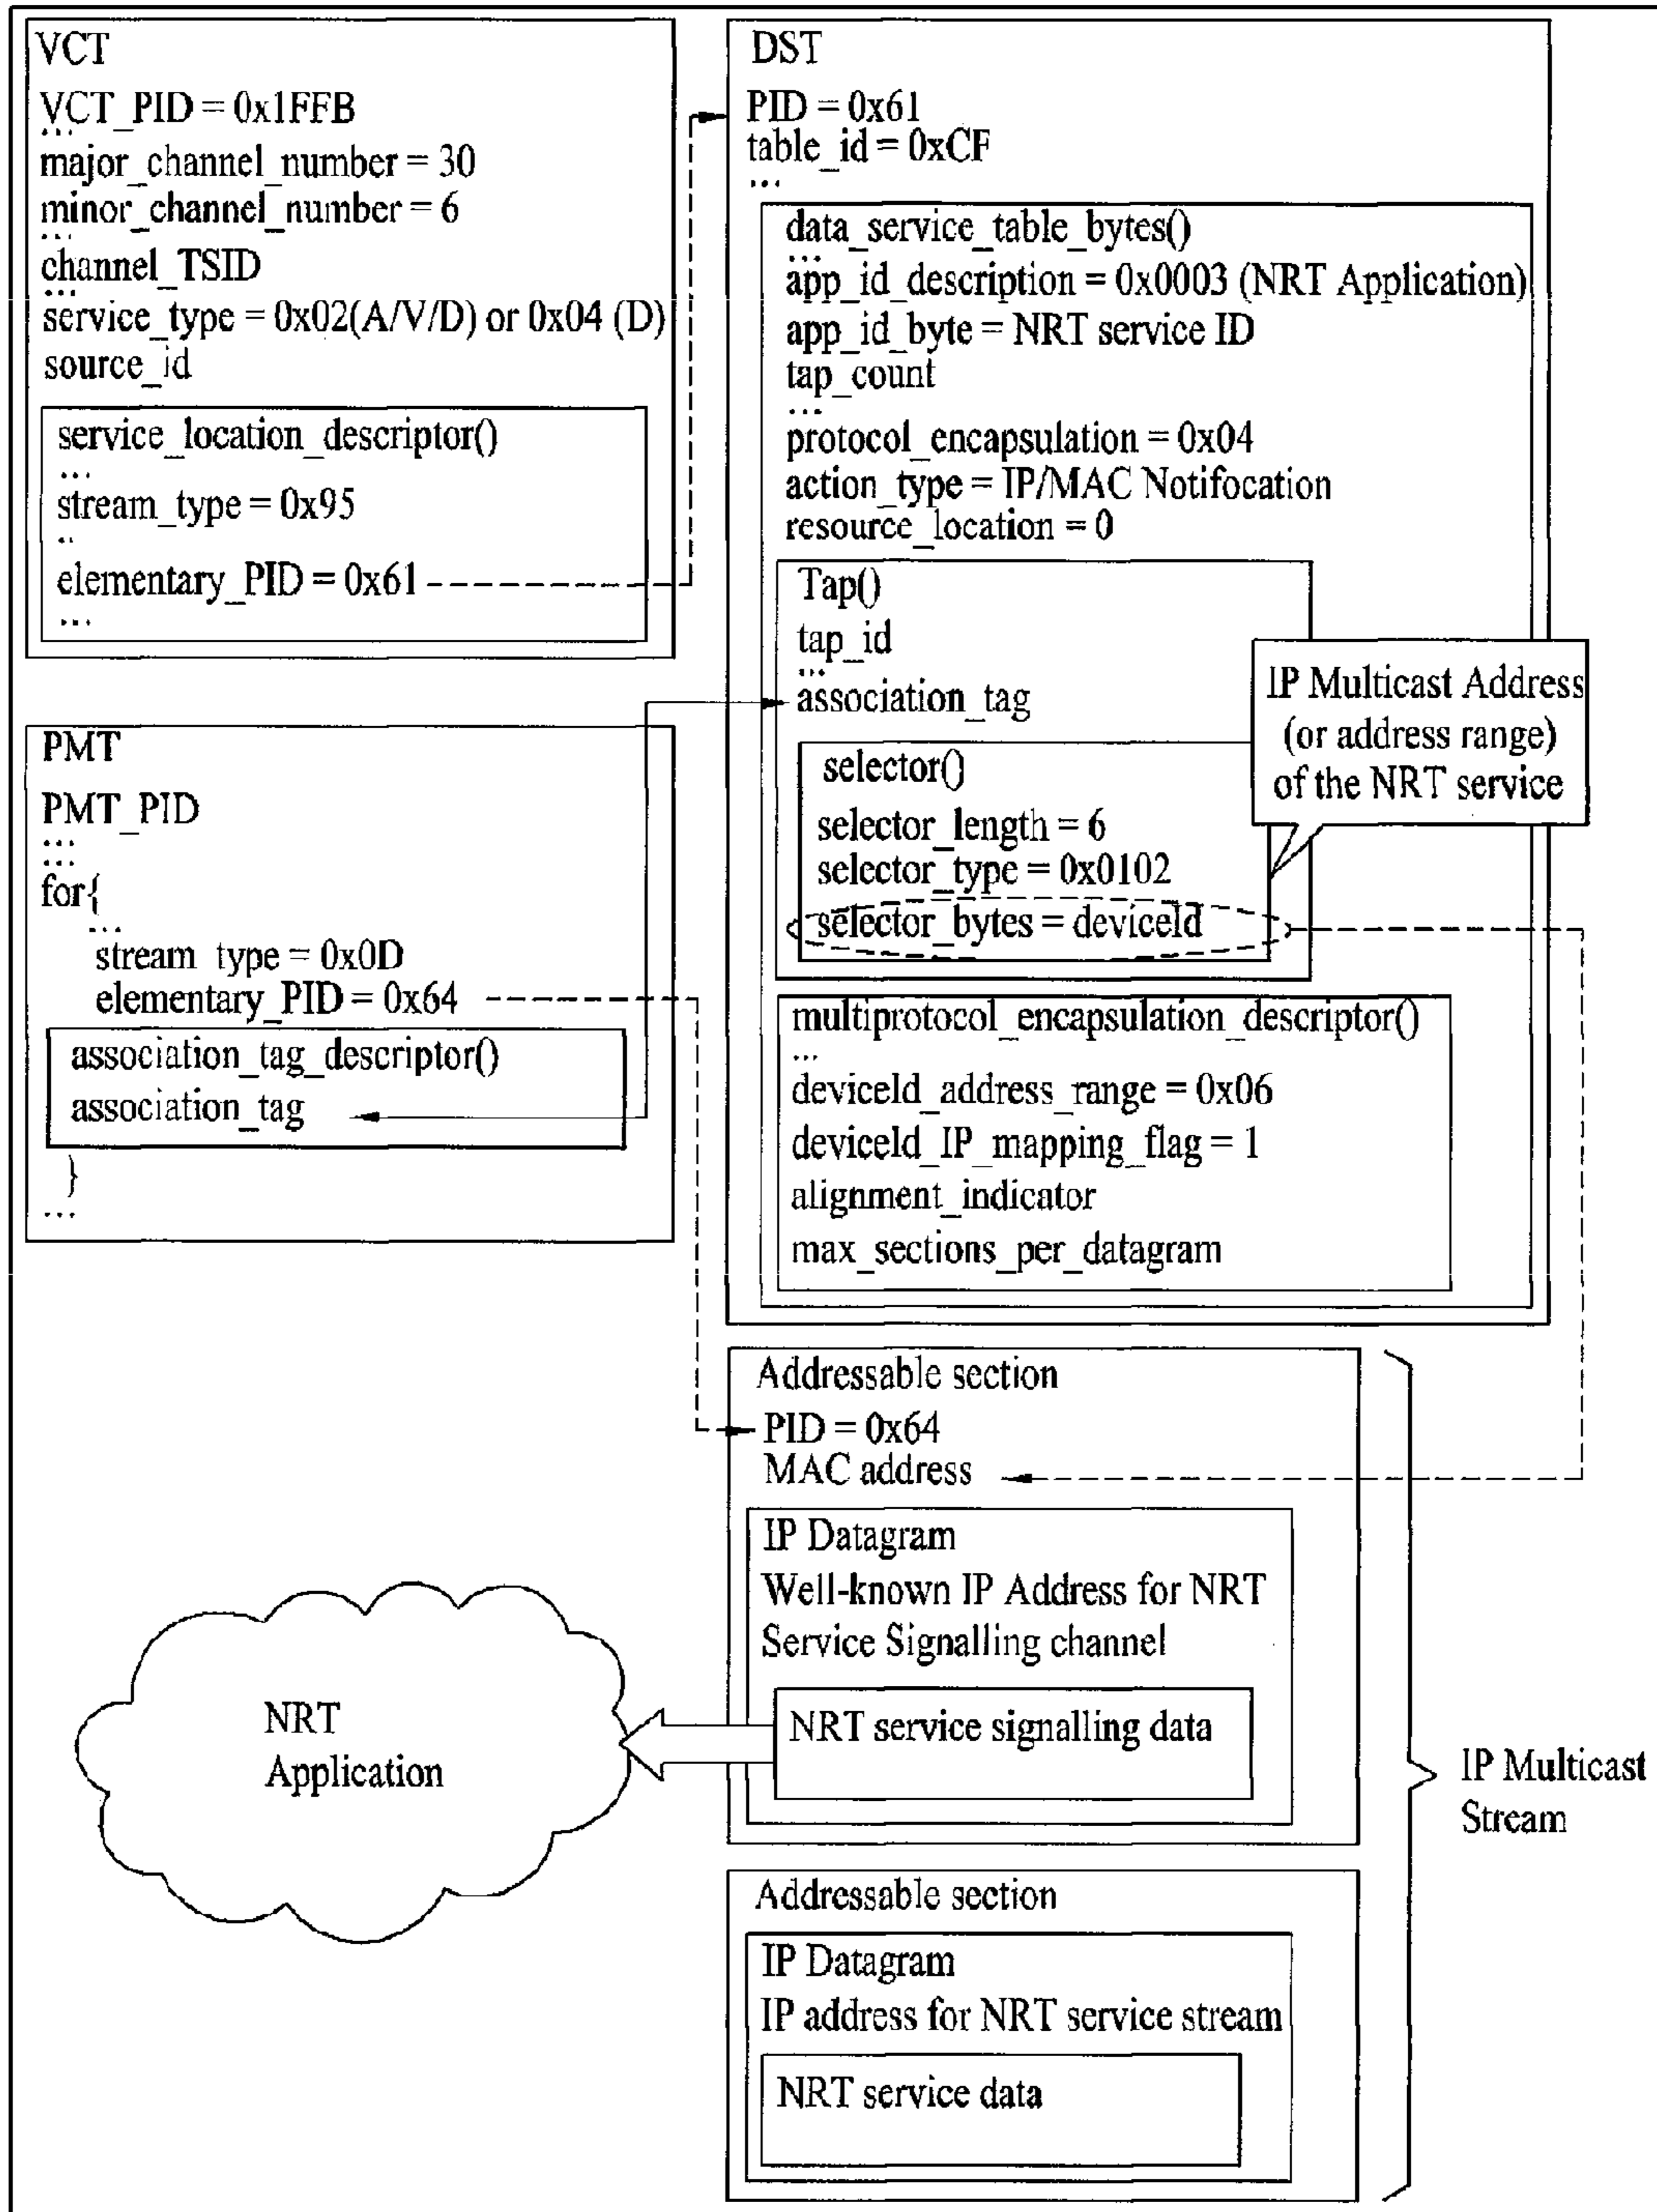 VCT
VCT_PID = 0x1FFB
...
major_channel_number = 30
minor_channel_number = 6
...
channel_TSID
...
service_type = 0x02(A/V/D) or 0x04 (D)
source_id
service_location_descriptor()
...
stream_type = 0x95
..
elementary_PID = 0x61
...
PMT
PMT_PID
...
...
for{
...
stream_type = 0x0D
elementary_PID = 0x64
association_tag_descriptor()
association_tag
}
...
DST
PID = 0x61
table_id = 0xCF
...
data_service_table_bytes()
...
app_id_description = 0x0003 (NRT Application)
app_id_byte = NRT service ID
tap_count
...
protocol_encapsulation = 0x04
action_type = IP/MAC Notifocation
resource_location = 0
Tap()
tap_id
...
association_tag
selector()
selector_length = 6
selector_type = 0x0102
selector_bytes = deviceId
IP Multicast Address
(or address range)
of the NRT service
multiprotocol_encapsulation_descriptor()
...
deviceId_address_range = 0x06
deviceId_IP_mapping_flag = 1
alignment_indicator
max_sections_per_datagram
Addressable section
PID = 0x64
MAC address
IP Datagram
Well-known IP Address for NRT
Service Signalling channel
NRT service signalling data
NRT
Application
Addressable section
IP Datagram
IP address for NRT service stream
NRT service data
IP Multicast
Stream